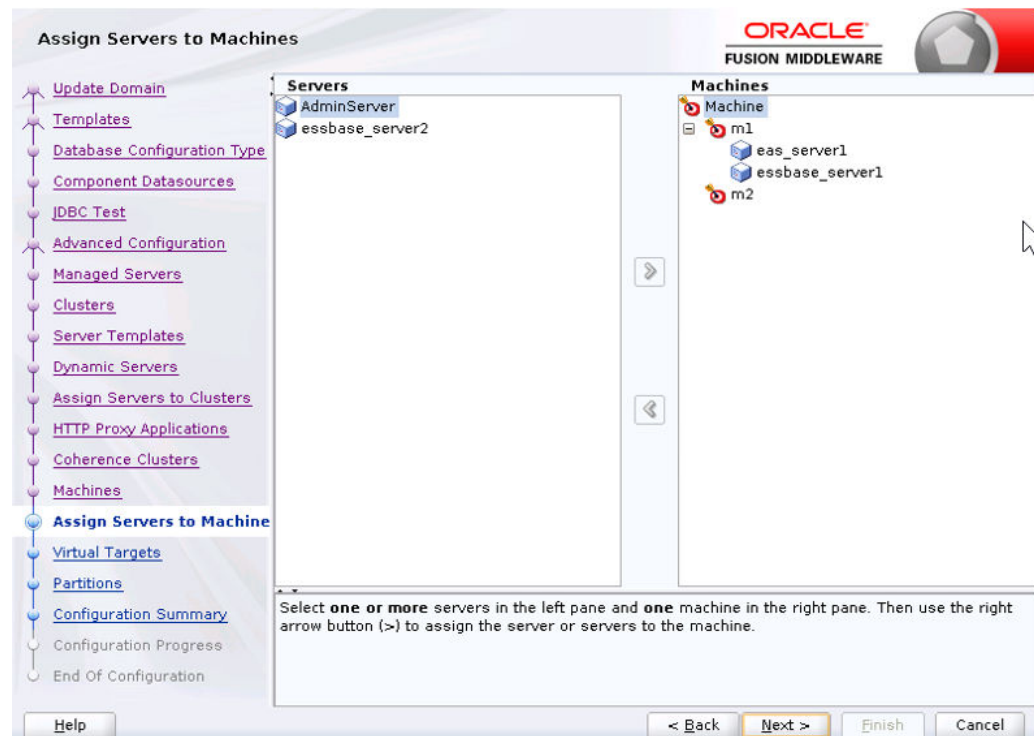 Assign Servers to Machines
ORACLE
FUSION MIDDLEWARE
Update Domain
Templates
Database Configuration Type
Component Datasources
JDBC Test
Advanced Configuration
Managed Servers
Clusters
Server Templates
Dynamic Servers
Assign Servers to Clusters
HTTP Proxy Applications
Coherence Clusters
Machines
Assign Servers to Machine
Virtual Targets
Partitions
Configuration Summary
Configuration Progress
End Of Configuration
Servers
AdminServer
essbase_server2
Machines
Machine
m1
eas_server1
essbase_server1
m2
Select one or more servers in the left pane and one machine in the right pane. Then use the right
arrow button (>) to assign the server or servers to the machine.
Help
< Back
Next >
Finish
Cancel